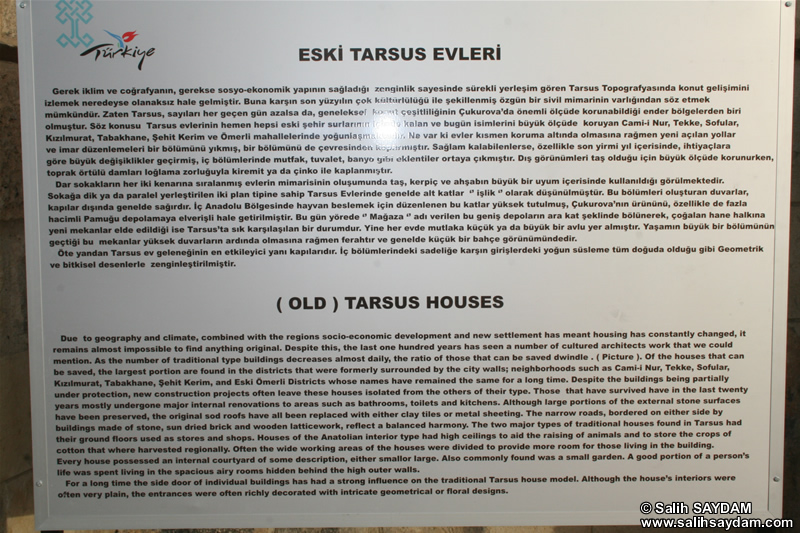 Türkiye
ESKİ TARSUS EVLERİ
Gerek iklim ve coğrafyanın, gerekse sosyo-ekonomik yapının sağladığı zenginlik sayesinde sürekli yerleşim gören Tarsus Topografyasında konut gelişimini
izlemek neredeyse olanaksız hale gelmiştir. Buna karşın son yüzyılın çok kültürlülüğü ile şekillenmiş özgün bir sivil mimarinin varlığından söz etmek
mümkündür. Zaten Tarsus, sayıları her geçen gün azalsa da, geleneksel konut çeşitliliğinin Çukurova'da önemli ölçüde korunabildiği ender bölgelerden biri
olmuştur. Söz konusu Tarsus evlerinin hemen hepsi eski şehir surlarının kalan ve bugün isimlerini büyük ölçüde koruyan Cami-i Nur, Tekke, Sofular,
Kızılmurat, Tabakhane, Şehit Kerim ve Ömerli mahallelerinde Ne var ki evler kısmen koruma altında olmasına rağmen yeni açılan yollar
ve imar düzenlemeleri bir bölümünü yıkmış, bir bölümünü de çevresinden koparmıştır. Sağlam kalabilenlerse, özellikle son yirmi yıl içerisinde, ihtiyaçlara
göre büyük değişiklikler geçirmiş, iç bölümlerinde mutfak, tuvalet, banyo gibi eklentiler ortaya çıkmıştır. Dış görünümleri taş olduğu için büyük ölçüde korunurken,
toprak örtülü damları loğlama zorluğuyla kiremit ya da çinko ile kaplanmıştır.
Dar sokakların her iki kenarına sıralanmış evlerin mimarisinin oluşumunda taş, kerpiç ve ahşabın büyük bir uyum içerisinde kullanıldığı görülmektedir.
Sokağa dik ya da paralel yerleştirilen iki plan tipine sahip Tarsus Evlerinde genelde alt katlar " işlik " olarak düşünülmüştür. Bu bölümleri oluşturan duvarlar,
kapılar dışında genelde sağırdır. İç Anadolu Bölgesinde hayvan beslemek için düzenlenen bu katlar yüksek tutulmuş, Çukurova'nın ürününü, özellikle de fazla
hacimli Pamuğu depolamaya elverişli hale getirilmiştir. Bu gün yörede " Mağaza " adı verilen bu geniş depoların ara kat şeklinde bölünerek, çoğalan hane halkına
yeni mekanlar elde edildiği ise Tarsus'ta sık karşılaşılan bir durumdur. Yine her evde mutlaka küçük ya da büyük bir avlu yer almıştır. Yaşamın büyük bir bölümünün
geçtiği bu mekanlar yüksek duvarların ardında olmasına rağmen ferahtır ve genelde küçük bir bahçe görünümündedir.
Öte yandan Tarsus ev geleneğinin en etkileyici yanı kapılarıdır. İç bölümlerindeki sadeliğe karşın girişlerdeki yoğun süsleme tüm doğuda olduğu gibi Geometrik
ve bitkisel desenlerle zenginleştirilmiştir.
( OLD ) TARSUS HOUSES
Due to geography and climate, combined with the regions socio-economic development and new settlement has meant housing has constantly changed, it
remains almost impossible to find anything original. Despite this, the last one hundred years has seen a number of cultured architects work that we could
mention. As the number of traditional type buildings decreases almost daily, the ratio of those that can be saved dwindle . ( Picture ). Of the houses that can
be saved, the largest portion are found in the districts that were formerly surrounded by the city walls; neighborhoods such as Cami-i Nur, Tekke, Sofular,
Kızılmurat, Tabakhane, Şehit Kerim, and Eski Ömerli Districts whose names have remained the same for a long time. Despite the buildings being partially
under protection, new construction projects often leave these houses isolated from the others of their type. Those that have survived have in the last twenty
years mostly undergone major internal renovations to areas such as bathrooms, toilets and kitchens. Although large portions of the external stone surfaces
have been preserved, the original sod roofs have all been replaced with either clay tiles or metal sheeting. The narrow roads, bordered on either side by
buildings made of stone, sun dried brick and wooden latticework, reflect a balanced harmony. The two major types of traditional houses found in Tarsus had
their ground floors used as stores and shops. Houses of the Anatolian interior type had high ceilings to aid the raising of animals and to store the crops of
cotton that where harvested regionally. Often the wide working areas of the houses were divided to provide more room for those living in the building.
Every house possessed an internal courtyard of some description, either smaller large. Also commonly found was a small garden. A good portion of a person's
life was spent living in the spacious airy rooms hidden behind the high outer walls.
For a long time the side door of individual buildings has had a strong influence on the traditional Tarsus house model. Although the house's interiors were
often very plain, the entrances were often richly decorated with intricate geometrical or floral designs.
© Salih SAYDAM
www.salihsaydam.com